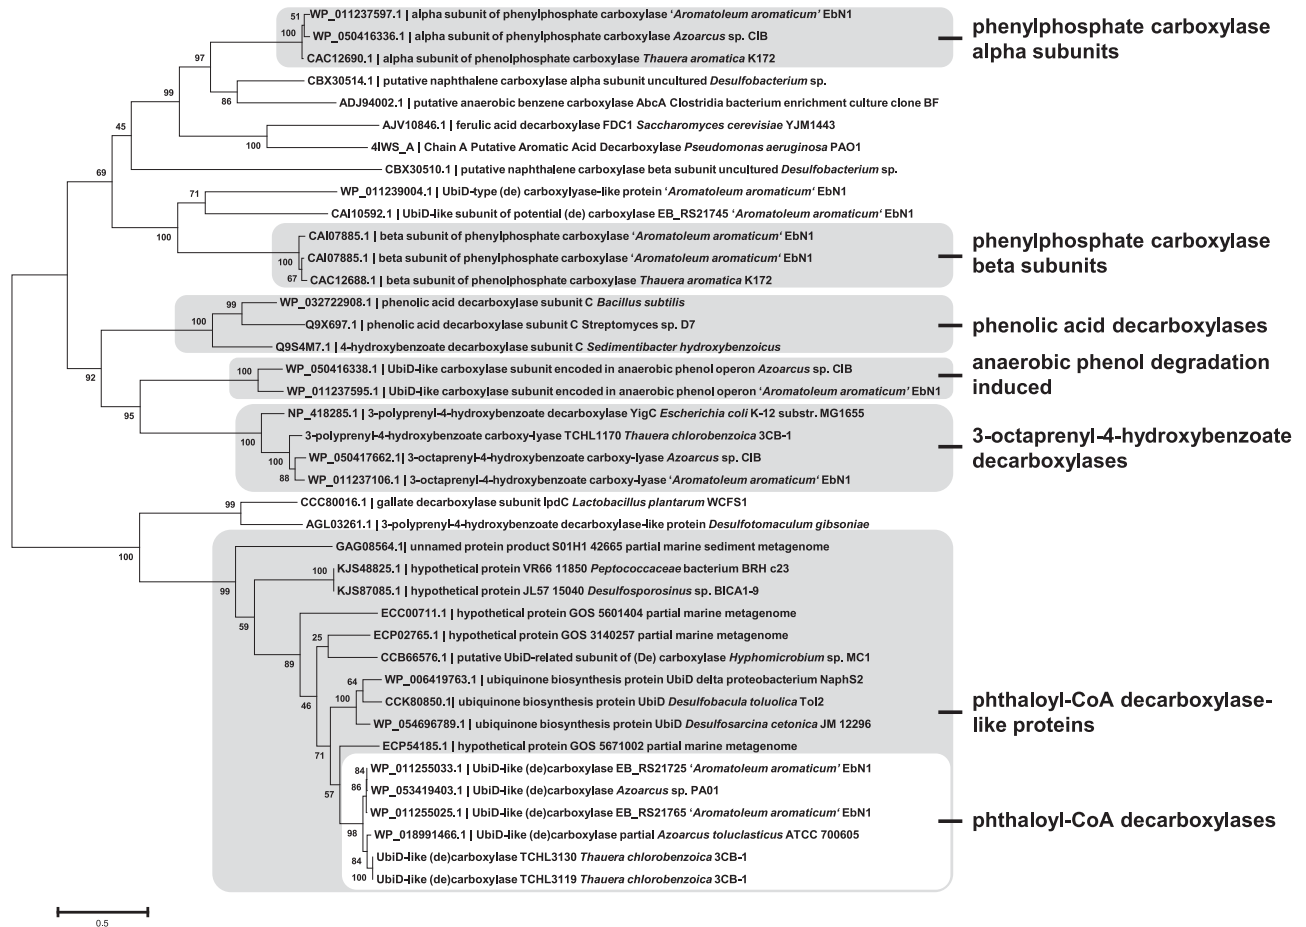 51 WP_011237597.1 | alpha subunit of phenylphosphate carboxylase 'Aromatoleum aromaticum' EbN1
100 WP_050416336.1 | alpha subunit of phenylphosphate carboxylase Azoarcus sp. CIB
CAC12690.1 | alpha subunit of phenolphosphate carboxylase Thauera aromatica K172
phenylphosphate carboxylase
alpha subunits
97
CBX30514.1 | putative naphthalene carboxylase alpha subunit uncultured Desulfobacterium sp.
99
86
ADJ94002.1 | putative anaerobic benzene carboxylase AbcA Clostridia bacterium enrichment culture clone BF
45
AJV10846.1 | ferulic acid decarboxylase FDC1 Saccharomyces cerevisiae YJM1443
100
4IWS_A | Chain A Putative Aromatic Acid Decarboxylase Pseudomonas aeruginosa PAO1
69
CBX30510.1 | putative naphthalene carboxylase beta subunit uncultured Desulfobacterium sp.
71
WP_011239004.1 | UbiD-type (de) carboxylyase-like protein 'Aromatoleum aromaticum' EbN1
CAI10592.1 | UbiD-like subunit of potential (de) carboxylase EB_RS21745 'Aromatoleum aromaticum' EbN1
100
CAI07885.1 | beta subunit of phenylphosphate carboxylase 'Aromatoleum aromaticum' EbN1
100 CAI07885.1 | beta subunit of phenylphosphate carboxylase 'Aromatoleum aromaticum' EbN1
67 CAC12688.1 | beta subunit of phenolphosphate carboxylase Thauera aromatica K172
phenylphosphate carboxylase
beta subunits
99 WP_032722908.1 | phenolic acid decarboxylase subunit C Bacillus subtilis
100
Q9X697.1 | phenolic acid decarboxylase subunit C Streptomyces sp. D7
Q9S4M7.1 | 4-hydroxybenzoate decarboxylase subunit C Sedimentibacter hydroxybenzoicus
phenolic acid decarboxylases
92
100 WP_050416338.1 | UbiD-like carboxylase subunit encoded in anaerobic phenol operon Azoarcus sp. CIB
WP_011237595.1 | UbiD-like carboxylase subunit encoded in anaerobic phenol operon 'Aromatoleum aromaticum' EbN1
anaerobic phenol degradation
induced
95
NP_418285.1 | 3-polyprenyl-4-hydroxybenzoate decarboxylase YigC Escherichia coli K-12 substr. MG1655
100
3-polyprenyl-4-hydroxybenzoate carboxy-lyase TCHL1170 Thauera chlorobenzoica 3CB-1
100 WP_050417662.1 | 3-octaprenyl-4-hydroxybenzoate carboxy-lyase Azoarcus sp. CIB
88 WP_011237106.1 | 3-octaprenyl-4-hydroxybenzoate carboxy-lyase 'Aromatoleum aromaticum' EbN1
3-octaprenyl-4-hydroxybenzoate
decarboxylases
99 CCC80016.1 | gallate decarboxylase subunit lpdC Lactobacillus plantarum WCFS1
AGL03261.1 | 3-polyprenyl-4-hydroxybenzoate decarboxylase-like protein Desulfotomaculum gibsoniae
100
GAG08564.1 | unnamed protein product S01H1 42665 partial marine sediment metagenome
99
100 KJS48825.1 | hypothetical protein VR66 11850 Peptococcaceae bacterium BRH c23
KJS87085.1 | hypothetical protein JL57 15040 Desulfosporosinus sp. BICA1-9
59
ECC00711.1 | hypothetical protein GOS 5601404 partial marine metagenome
89
25 ECP02765.1 | hypothetical protein GOS 3140257 partial marine metagenome
CCB66576.1 | putative UbiD-related subunit of (De) carboxylase Hyphomicrobium sp. MC1
46
64 WP_006419763.1 | ubiquinone biosynthesis protein UbiD delta proteobacterium NaphS2
100 CCK80850.1 | ubiquinone biosynthesis protein UbiD Desulfobacula toluolica Tol2
WP_054696789.1 | ubiquinone biosynthesis protein UbiD Desulfosarcina cetonica JM 12296
phthaloyl-CoA decarboxylase-
like proteins
71
ECP54185.1 | hypothetical protein GOS 5671002 partial marine metagenome
57
84 WP_011255033.1 | UbiD-like (de)carboxylase EB_RS21725 'Aromatoleum aromaticum' EbN1
86 WP_053419403.1 | UbiD-like (de)carboxylase Azoarcus sp. PA01
WP_011255025.1 | UbiD-like (de)carboxylase EB_RS21765 'Aromatoleum aromaticum' EbN1
98 WP_018991466.1 | UbiD-like (de)carboxylase partial Azoarcus toluclasticus ATCC 700605
84 UbiD-like (de)carboxylase TCHL3130 Thauera chlorobenzoica 3CB-1
100 UbiD-like (de)carboxylase TCHL3119 Thauera chlorobenzoica 3CB-1
phthaloyl-CoA decarboxylases
0.5